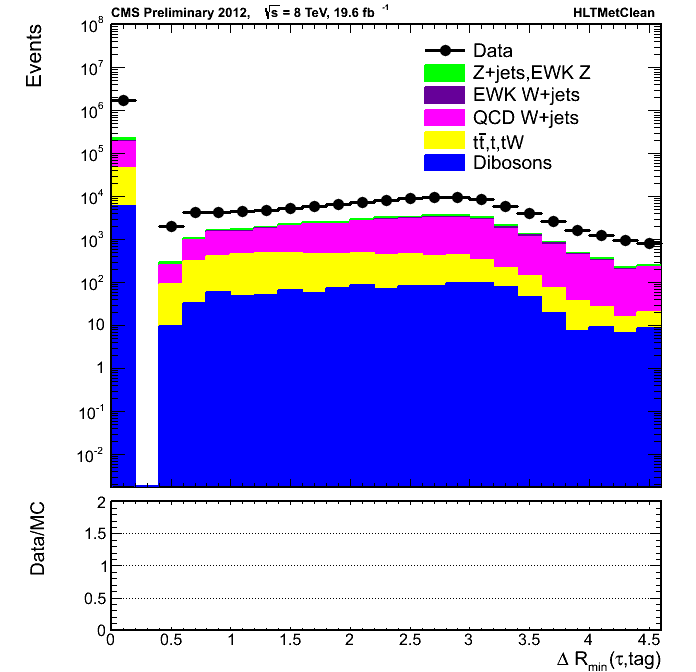 CMS Preliminary 2012, √s = 8 TeV, 19.6 fb⁻¹ HLTMetClean
Events
10⁸
10⁷
10⁶
10⁵
10⁴
10³
10²
10
1
10⁻¹
10⁻²
Data
Z+jets,EWK Z
EWK W+jets
QCD W+jets
tt̄,t,tW
Dibosons
Data/MC
2
1.5
1
0.5
0
0 0.5 1 1.5 2 2.5 3 3.5 4 4.5
Δ R_min(τ,tag)